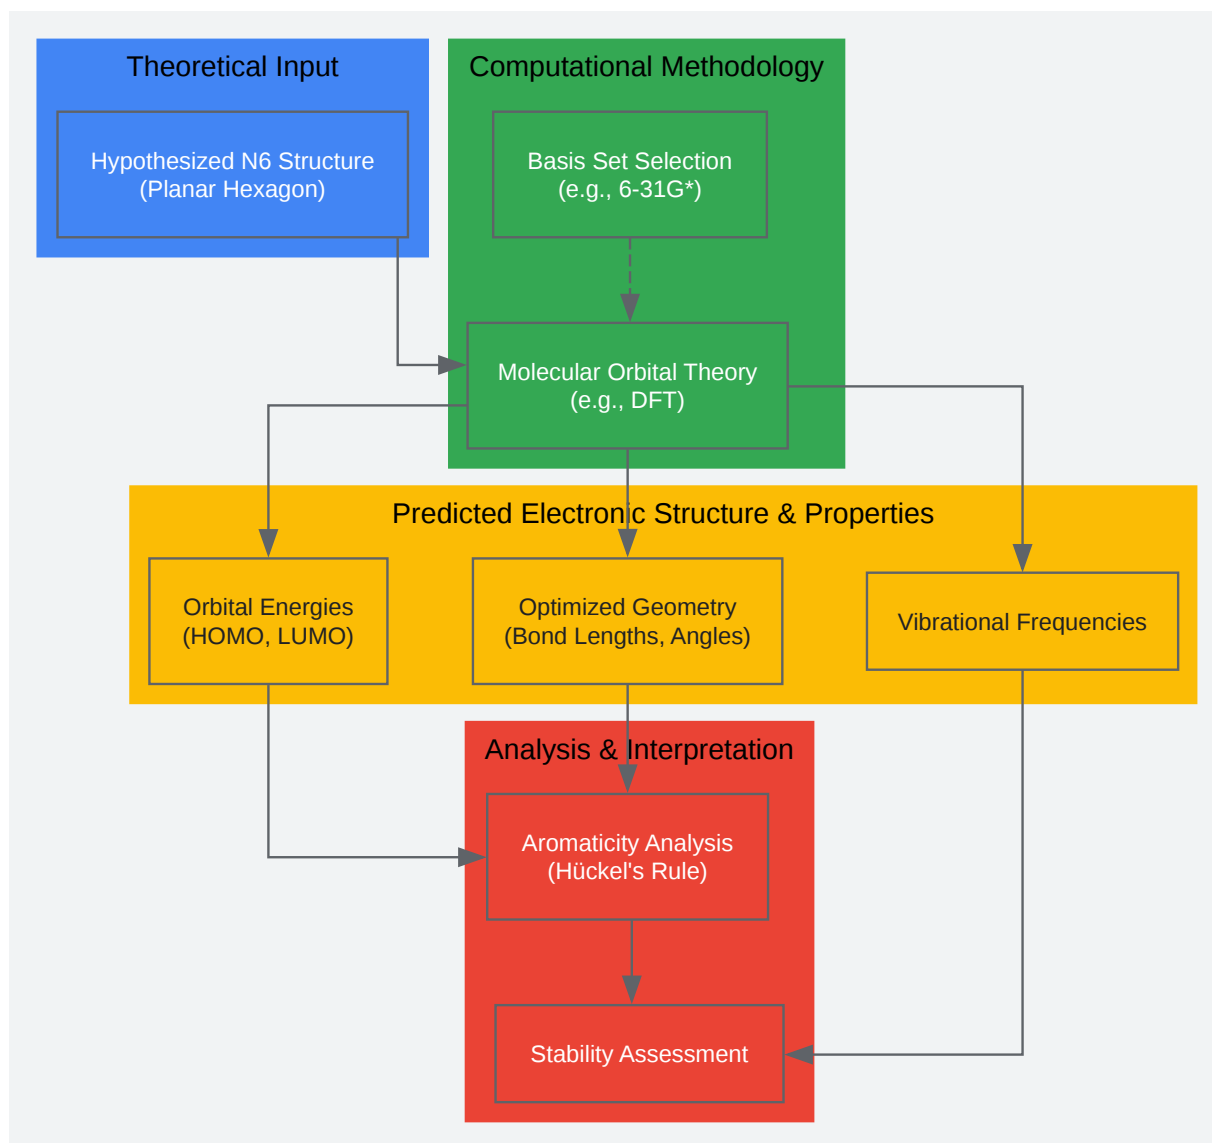 Theoretical Input
Hypothesized N6 Structure
(Planar Hexagon)
Computational Methodology
Basis Set Selection
(e.g., 6-31G*)
Molecular Orbital Theory
(e.g., DFT)
Predicted Electronic Structure & Properties
Orbital Energies
(HOMO, LUMO)
Optimized Geometry
(Bond Lengths, Angles)
Vibrational Frequencies
Analysis & Interpretation
Aromaticity Analysis
(Hückel's Rule)
Stability Assessment